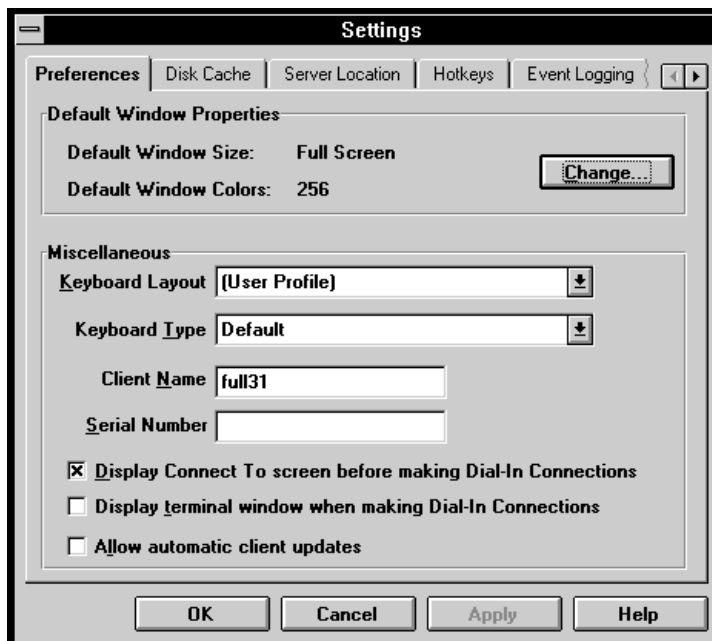 Settings
Preferences Disk Cache Server Location Hotkeys Event Logging
Default Window Properties
Default Window Size: Full Screen
Change...
Default Window Colors: 256
Miscellaneous
Keyboard Layout (User Profile)
Keyboard Type Default
Client Name full31
Serial Number
Display Connect To screen before making Dial-In Connections
Display terminal window when making Dial-In Connections
Allow automatic client updates
OK Cancel Apply Help